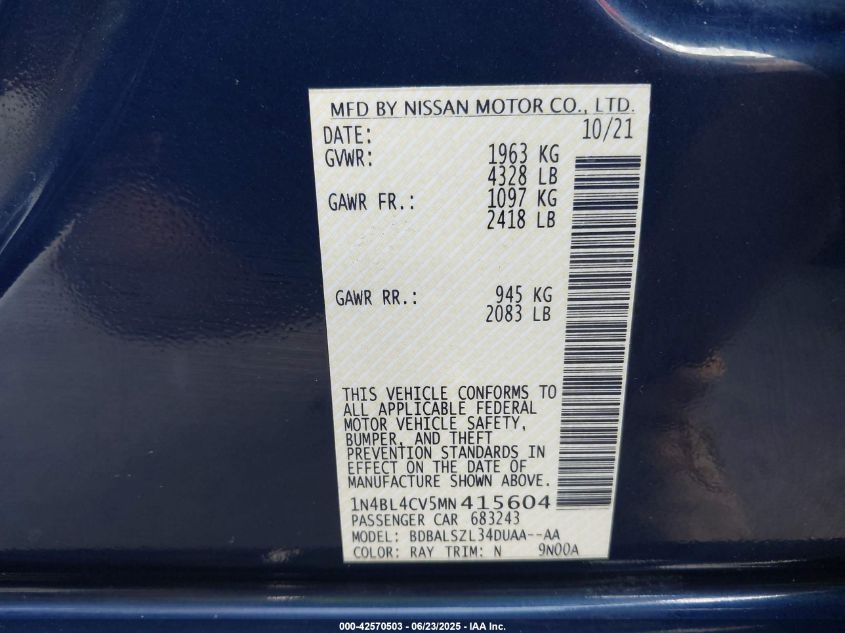 MFD BY NISSAN MOTOR CO., LTD.
DATE: 10/21
GVWR: 1963 KG
4328 LB
GAWR FR.: 1097 KG
2418 LB
GAWR RR.: 945 KG
2083 LB
THIS VEHICLE CONFORMS TO
ALL APPLICABLE FEDERAL
MOTOR VEHICLE SAFETY,
BUMPER, AND THEFT
PREVENTION STANDARDS IN
EFFECT ON THE DATE OF
MANUFACTURE SHOWN ABOVE.
1N4BL4CV5MN415604
PASSENGER CAR 683243
MODEL: BDBALSZL34DUAA--AA
COLOR: RAY TRIM: N 9N00A
000-42570503 - 06/23/2025 - IAA Inc.